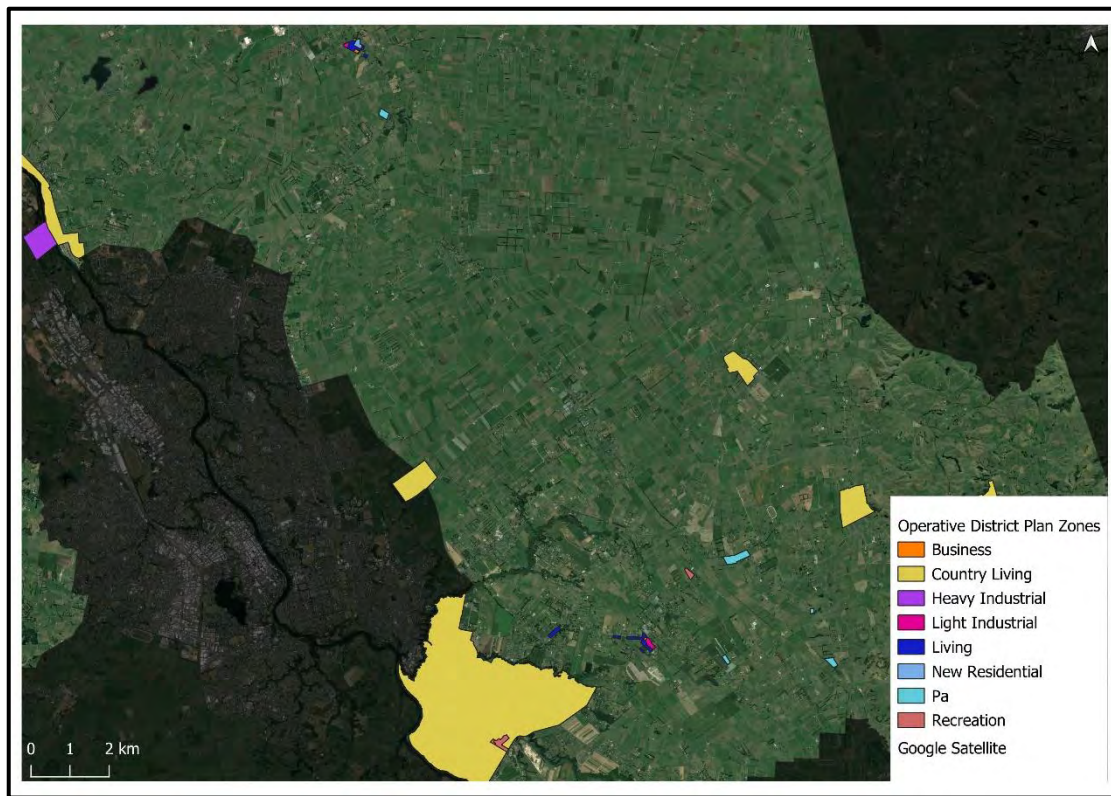 Operative District Plan Zones
Business
Country Living
Heavy Industrial
Light Industrial
Living
New Residential
Pa
Recreation
Google Satellite
0 1 2 km